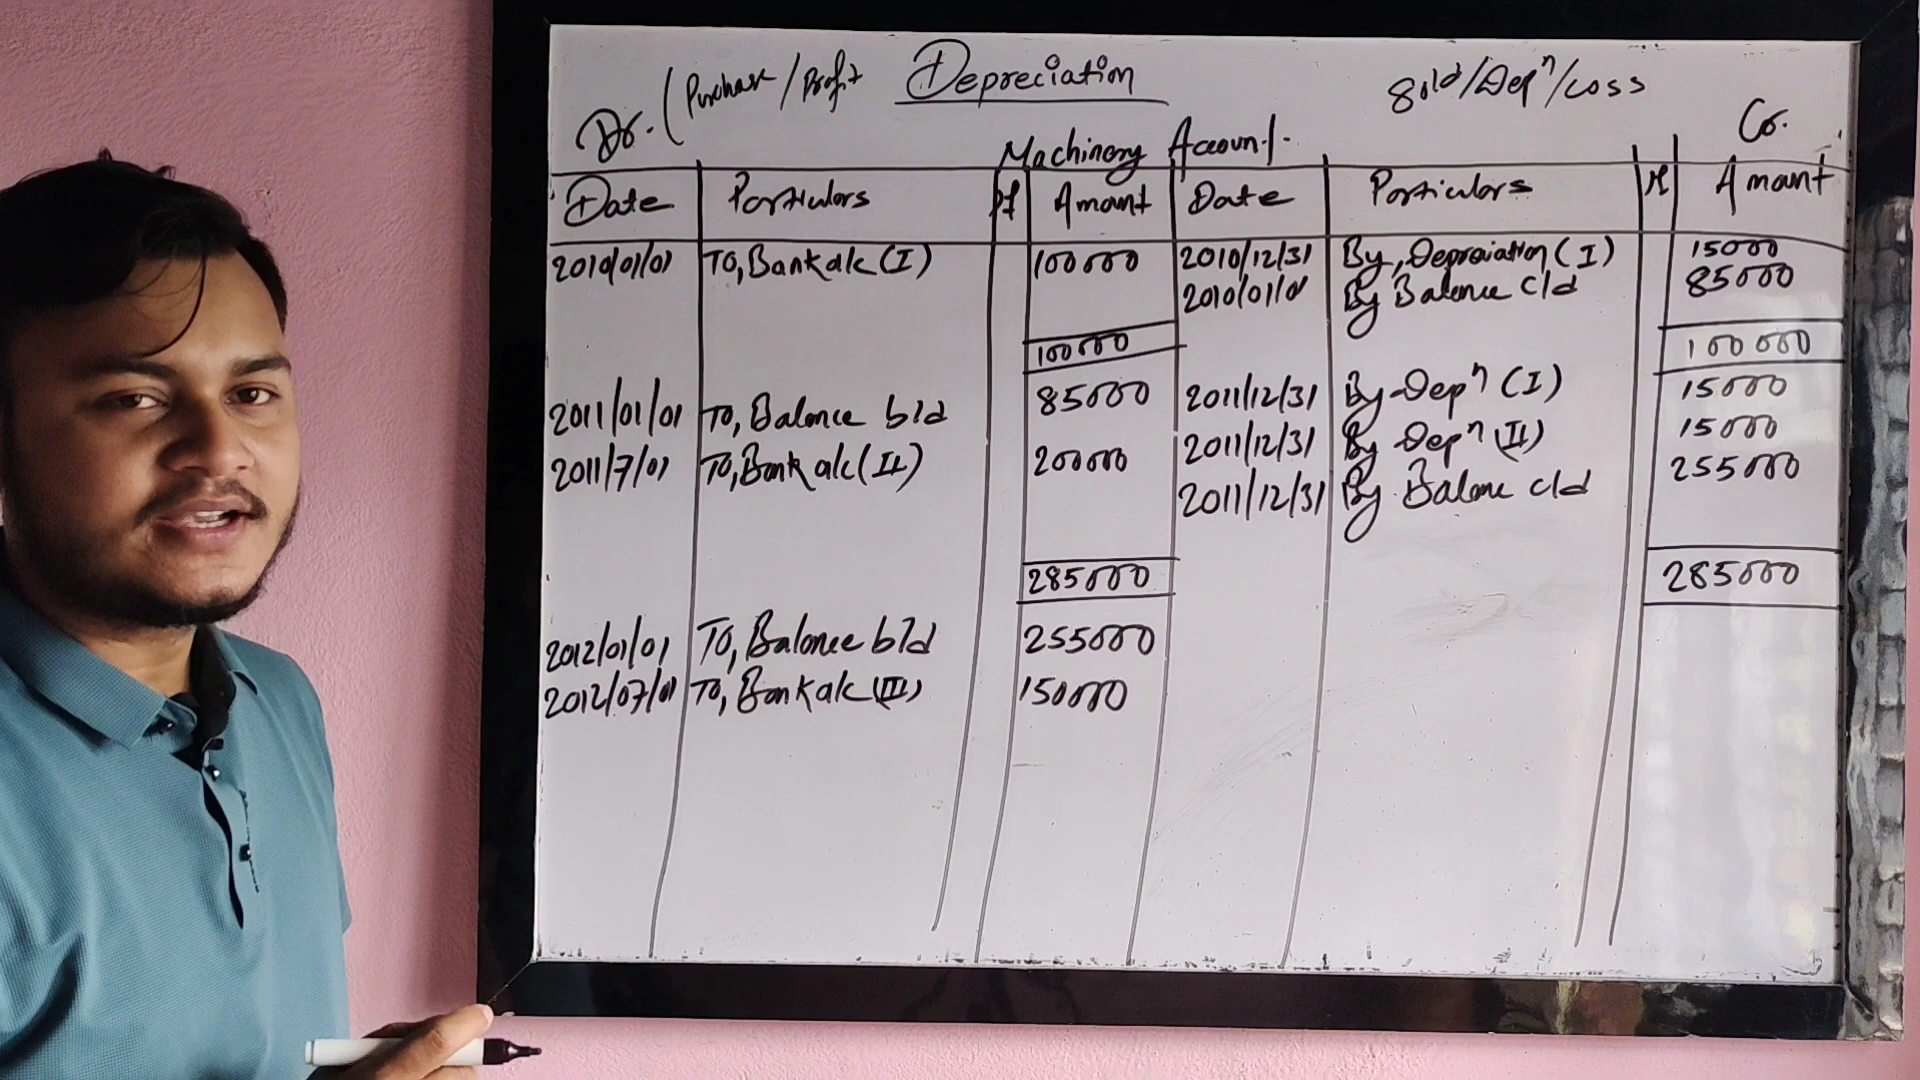 Dr. (Purchase/Profit Depreciation Sold/Depn/Loss Cr.
Machinery Account.
Date Particulars Amount Date Particulars Amount
2010/01/01 To, Bank a/c (I) 100000 2010/12/31 By, Depreciation (I) 15000
2010/01/01 By Balance c/d 85000
100000 100000
2011/01/01 To, Balance b/d 85000 2011/12/31 By Depn (I) 15000
2011/7/01 To, Bank a/c (II) 200000 2011/12/31 By Depn (II) 15000
2011/12/31 By Balance c/d 255000
285000 285000
2012/01/01 To, Balance b/d 255000
2012/07/01 To, Bank a/c (III) 150000